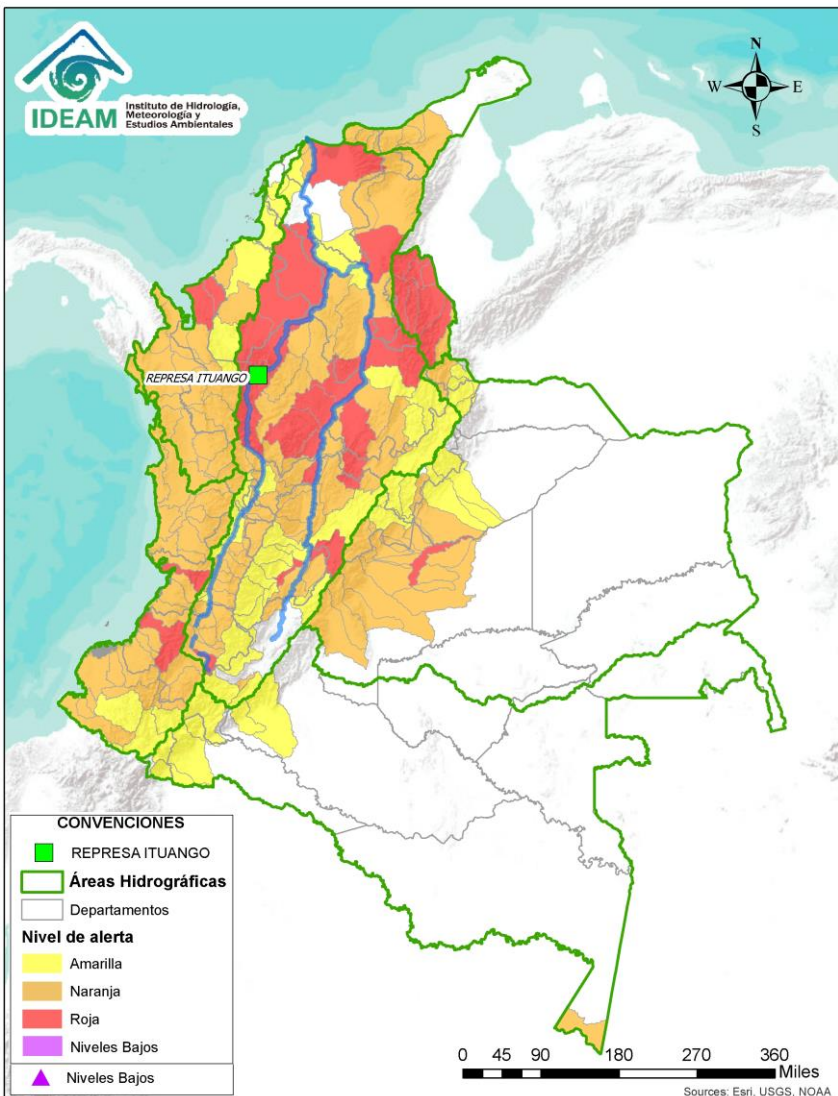 IDEAM
Instituto de Hidrología,
Meteorología y
Estudios Ambientales
N
W
E
S
REPRESA ITUANGO
CONVENCIONES
REPRESA ITUANGO
Áreas Hidrográficas
Departamentos
Nivel de alerta
Amarilla
Naranja
Roja
Niveles Bajos
Niveles Bajos
0 45 90 180 270 360
Miles
Sources: Esri, USGS, NOAA